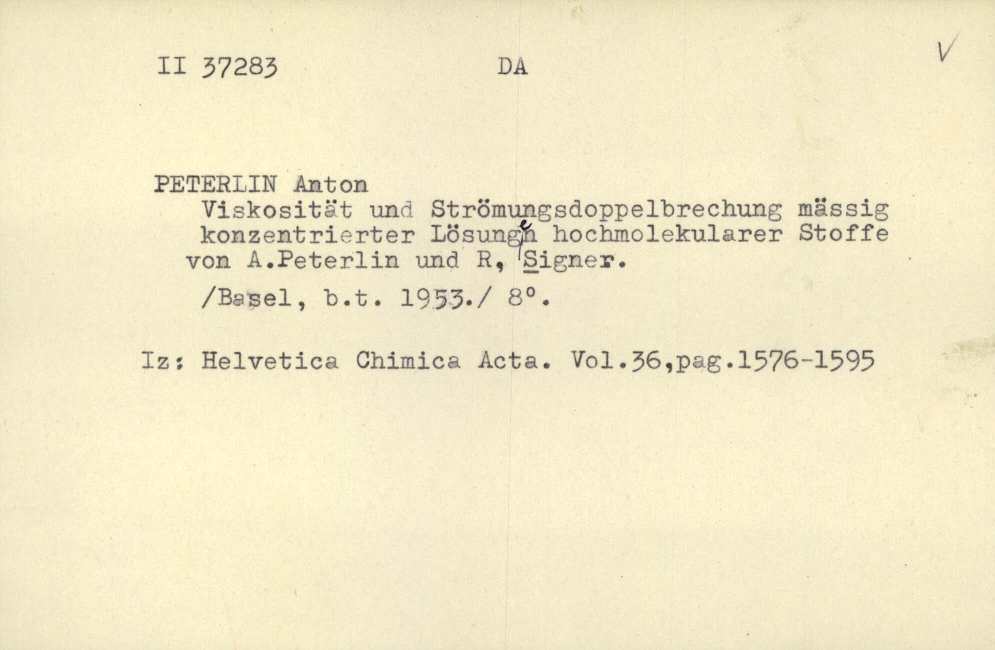 II 37283 DA V
PETERLIN Anton
Viskosität und Strömungsdoppelbrechung mässig
konzentrierter Lösungen hochmolekularer Stoffe
von A.Peterlin und R, Signer.
/Basel, b.t. 1953./ 8°.
Iz: Helvetica Chimica Acta. Vol.36,pag.1576-1595